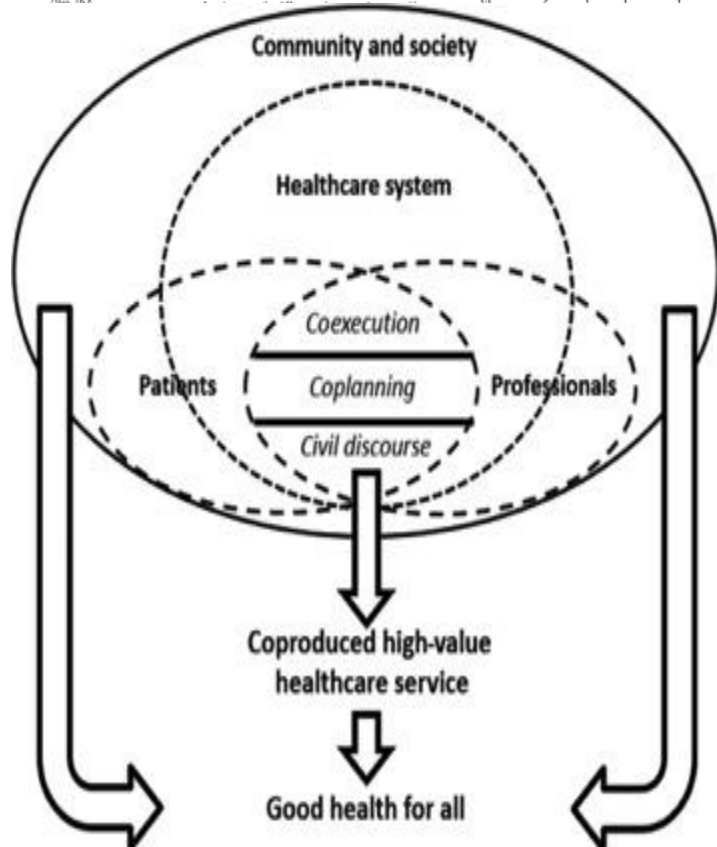 Community and society
Healthcare system
Coexecution
Patients
Coplanning
Professionals
Civil discourse
Coproduced high-value
healthcare service
Good health for all